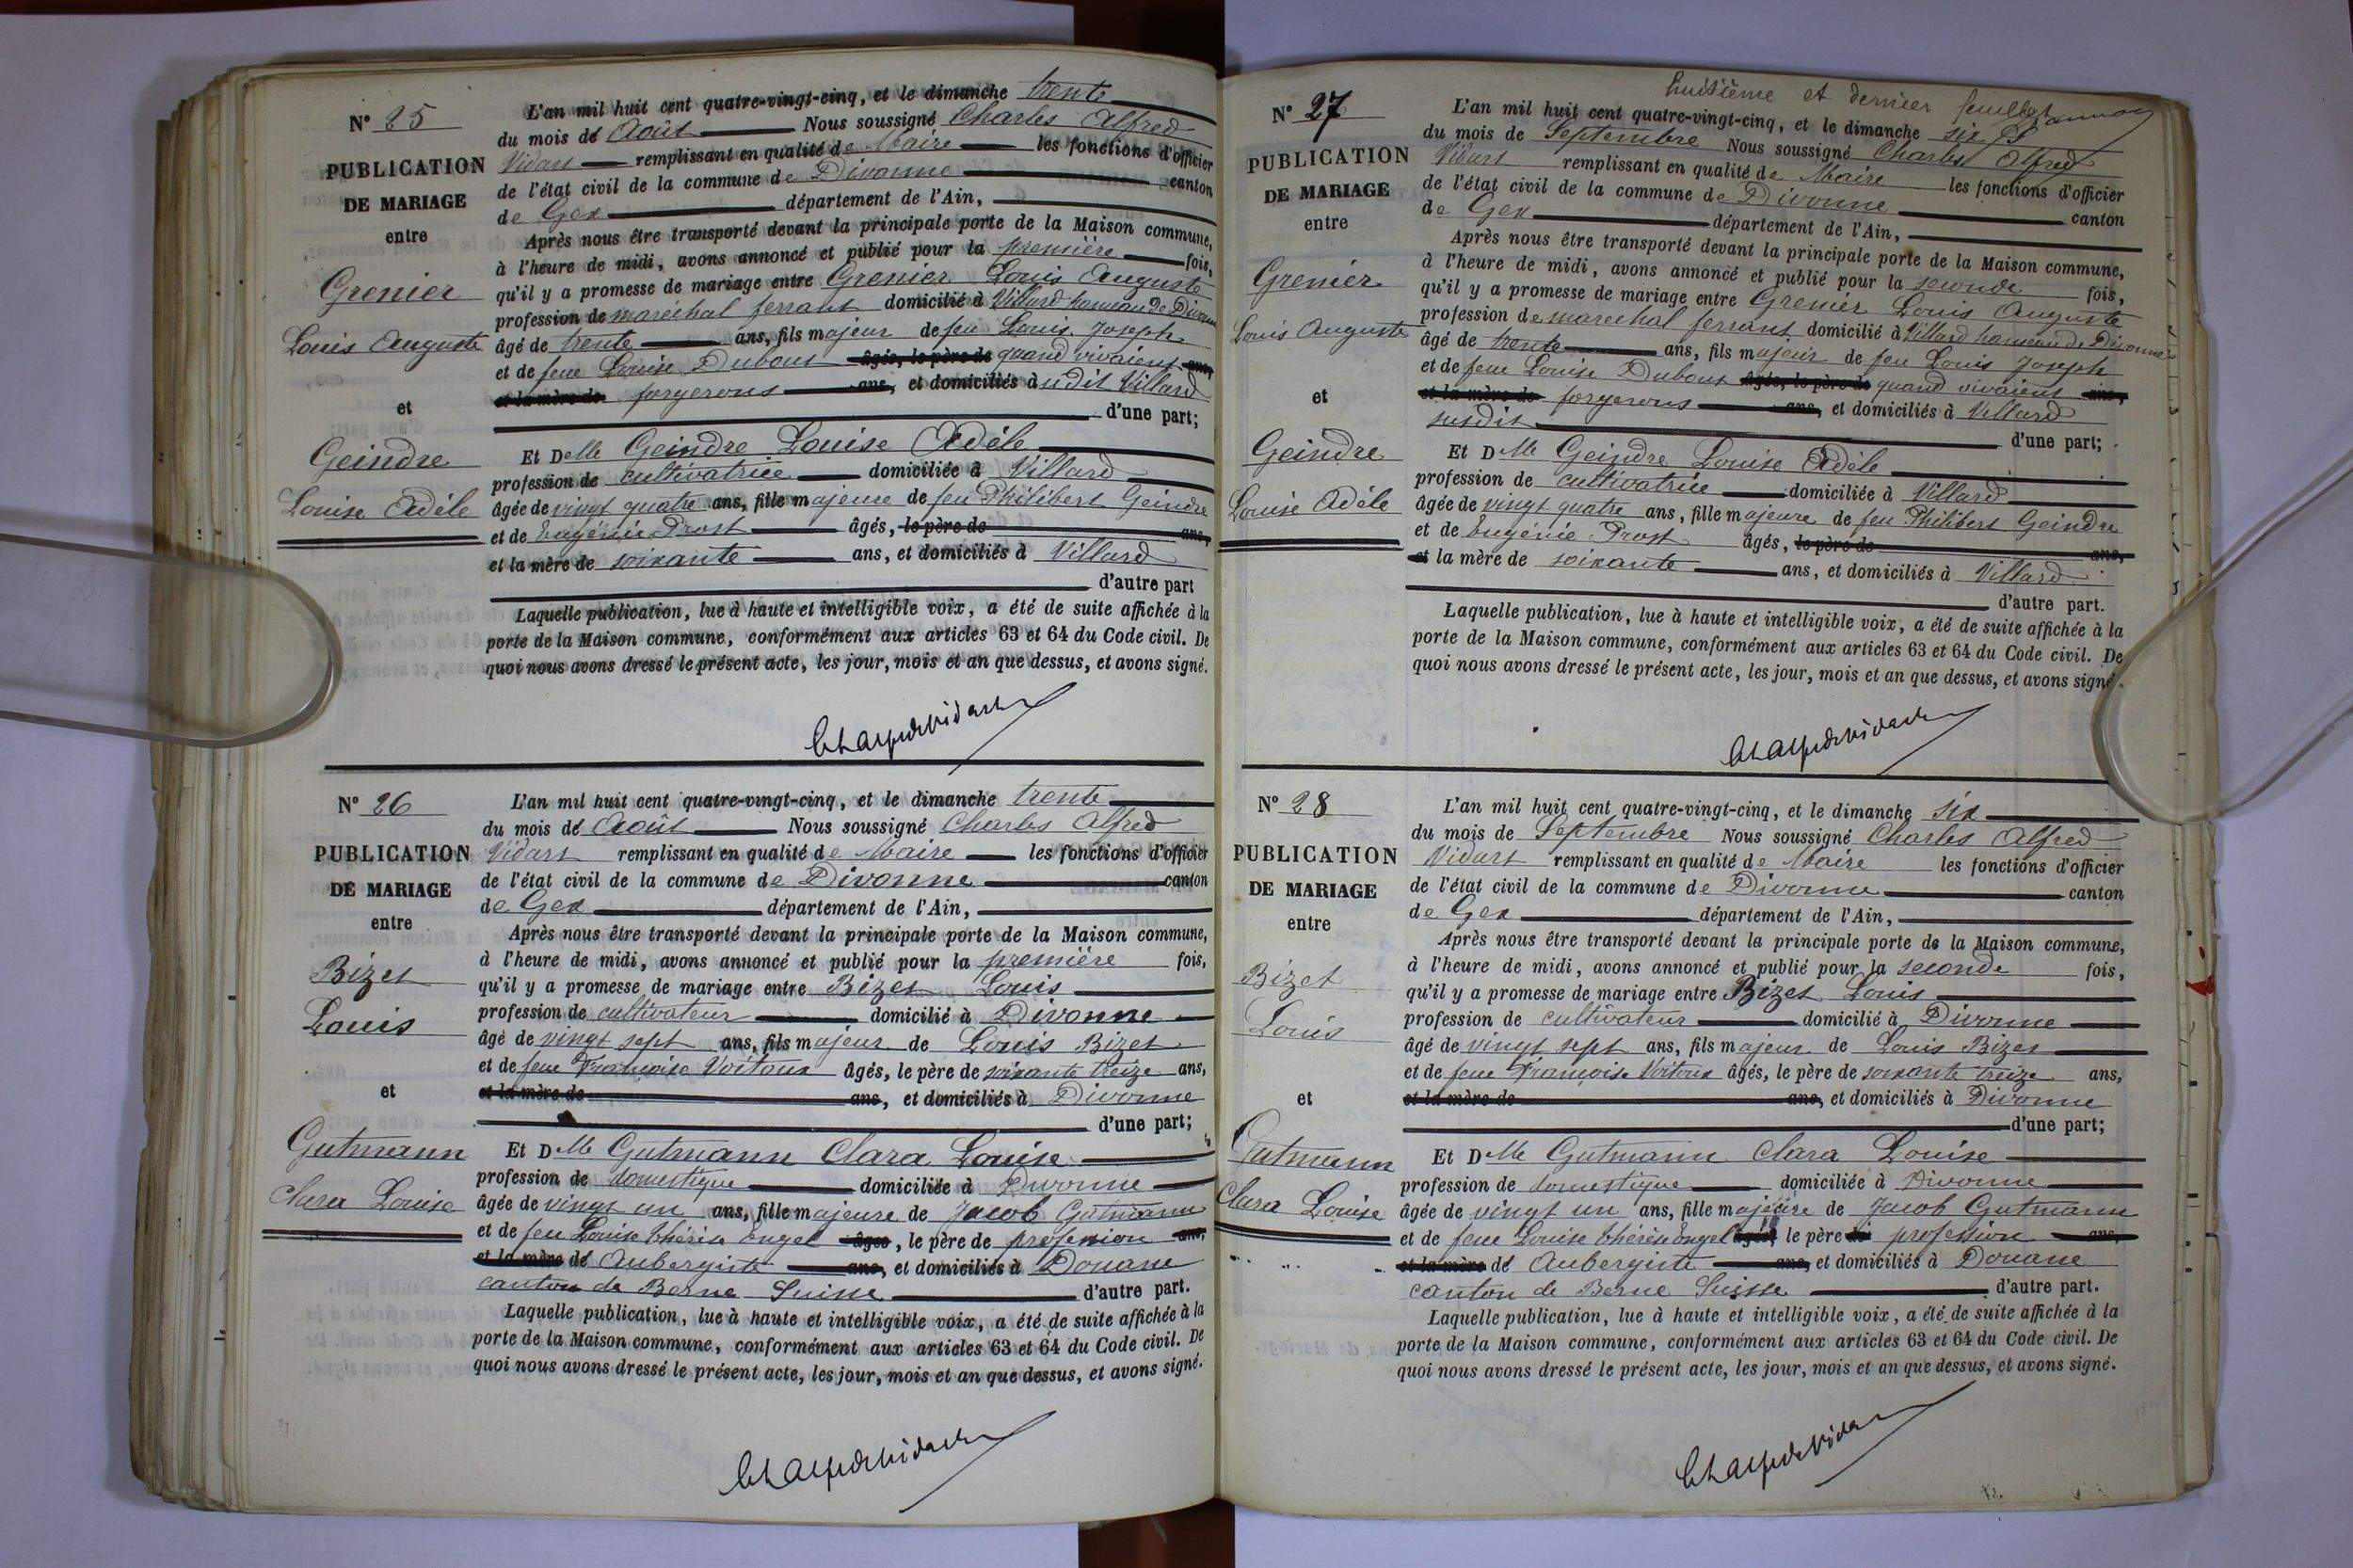 N° 25
PUBLICATION
DE MARIAGE
entre
Grenier
Louis Auguste
et
Geindre
Louise Adèle
L'an mil huit cent quatre-vingt-cinq, et le dimanche trente
du mois de Août Nous soussigné Charles Alfred
Vidart remplissant en qualité de Maire les fonctions d'officier
de l'état civil de la commune de Divonne canton
de Gex département de l'Ain,
Après nous être transporté devant la principale porte de la Maison commune,
à l'heure de midi, avons annoncé et publié pour la première fois,
qu'il y a promesse de mariage entre Grenier Louis Auguste
profession de maréchal ferrant domicilié à Villard hameau de Divonne
âgé de trente ans, fils majeur de feu Louis Joseph
et de feue Louise Dubout âgés, le père de quand vivaient ans,
et la mère de forgerons ans, et domiciliés à udit Villard
d'une part;
Et Delle Geindre Louise Adèle
profession de cultivatrice domiciliée à Villard
âgée de vingt quatre ans, fille majeure de feu Philibert Geindre
et de Eugénie Prost âgés, le père de ans,
et la mère de soixante ans, et domiciliés à Villard
d'autre part
Laquelle publication, lue à haute et intelligible voix, a été de suite affichée à la
porte de la Maison commune, conformément aux articles 63 et 64 du Code civil. De
quoi nous avons dressé le présent acte, les jour, mois et an que dessus, et avons signé.
N° 26
PUBLICATION
DE MARIAGE
entre
Bizet
Louis
et
Gutmann
Clara Louise
L'an mil huit cent quatre-vingt-cinq, et le dimanche trente
du mois de Août Nous soussigné Charles Alfred
Vidart remplissant en qualité de Maire les fonctions d'officier
de l'état civil de la commune de Divonne canton
de Gex département de l'Ain,
Après nous être transporté devant la principale porte de la Maison commune,
à l'heure de midi, avons annoncé et publié pour la première fois,
qu'il y a promesse de mariage entre Bizet Louis
profession de cultivateur domicilié à Divonne
âgé de vingt sept ans, fils majeur de Louis Bizet
et de feue Françoise Voitoux âgés, le père de soixante treize ans,
et la mère de ans, et domiciliés à Divonne
d'une part;
Et Delle Gutmann Clara Louise
profession de domestique domiciliée à Divonne
âgée de vingt un ans, fille majeure de Jacob Gutmann
et de feu Louise Thérèse Engel âgés, le père de profession ans,
et la mère de Aubergiste ans, et domiciliés à Douane
canton de Berne Suisse d'autre part.
Laquelle publication, lue à haute et intelligible voix, a été de suite affichée à la
porte de la Maison commune, conformément aux articles 63 et 64 du Code civil. De
quoi nous avons dressé le présent acte, les jour, mois et an que dessus, et avons signé.
huitième et dernier feuillet
N° 27
PUBLICATION
DE MARIAGE
entre
Grenier
Louis Auguste
et
Geindre
Louise Adèle
L'an mil huit cent quatre-vingt-cinq, et le dimanche six
du mois de Septembre Nous soussigné Charles Alfred
Vidart remplissant en qualité de Maire les fonctions d'officier
de l'état civil de la commune de Divonne canton
de Gex département de l'Ain,
Après nous être transporté devant la principale porte de la Maison commune,
à l'heure de midi, avons annoncé et publié pour la seconde fois,
qu'il y a promesse de mariage entre Grenier Louis Auguste
profession de marechal ferrant domicilié à Villard hameau de Divonne
âgé de trente ans, fils majeur de feu Louis Joseph
et de feue Louise Dubout âgés, le père de quand vivaient ans,
et la mère de forgerons ans, et domiciliés à Villard
susdit d'une part;
Et Delle Geindre Louise Adèle
profession de cultivatrice domiciliée à Villard
âgée de vingt quatre ans, fille majeure de feu Philibert Geindre
et de Eugénie Prost âgés, le père de ans,
et la mère de soixante ans, et domiciliés à Villard
d'autre part.
Laquelle publication, lue à haute et intelligible voix, a été de suite affichée à la
porte de la Maison commune, conformément aux articles 63 et 64 du Code civil. De
quoi nous avons dressé le présent acte, les jour, mois et an que dessus, et avons signé.
N° 28
PUBLICATION
DE MARIAGE
entre
Bizet
Louis
et
Gutmann
Clara Louise
L'an mil huit cent quatre-vingt-cinq, et le dimanche six
du mois de Septembre Nous soussigné Charles Alfred
Vidart remplissant en qualité de Maire les fonctions d'officier
de l'état civil de la commune de Divonne canton
de Gex département de l'Ain,
Après nous être transporté devant la principale porte de la Maison commune,
à l'heure de midi, avons annoncé et publié pour la seconde fois,
qu'il y a promesse de mariage entre Bizet Louis
profession de cultivateur domicilié à Divonne
âgé de vingt sept ans, fils majeur de Louis Bizet
et de feue Françoise Voitoux âgés, le père de soixante treize ans,
et la mère de ans, et domiciliés à Divonne
d'une part;
Et Delle Gutmann Clara Louise
profession de domestique domiciliée à Divonne
âgée de vingt un ans, fille majeure de Jacob Gutmann
et de feue Louise Thérèse Engel âgés, le père de profession ans,
et la mère de Aubergiste ans, et domiciliés à Douane
canton de Berne Suisse d'autre part.
Laquelle publication, lue à haute et intelligible voix, a été de suite affichée à la
porte de la Maison commune, conformément aux articles 63 et 64 du Code civil. De
quoi nous avons dressé le présent acte, les jour, mois et an que dessus, et avons signé.